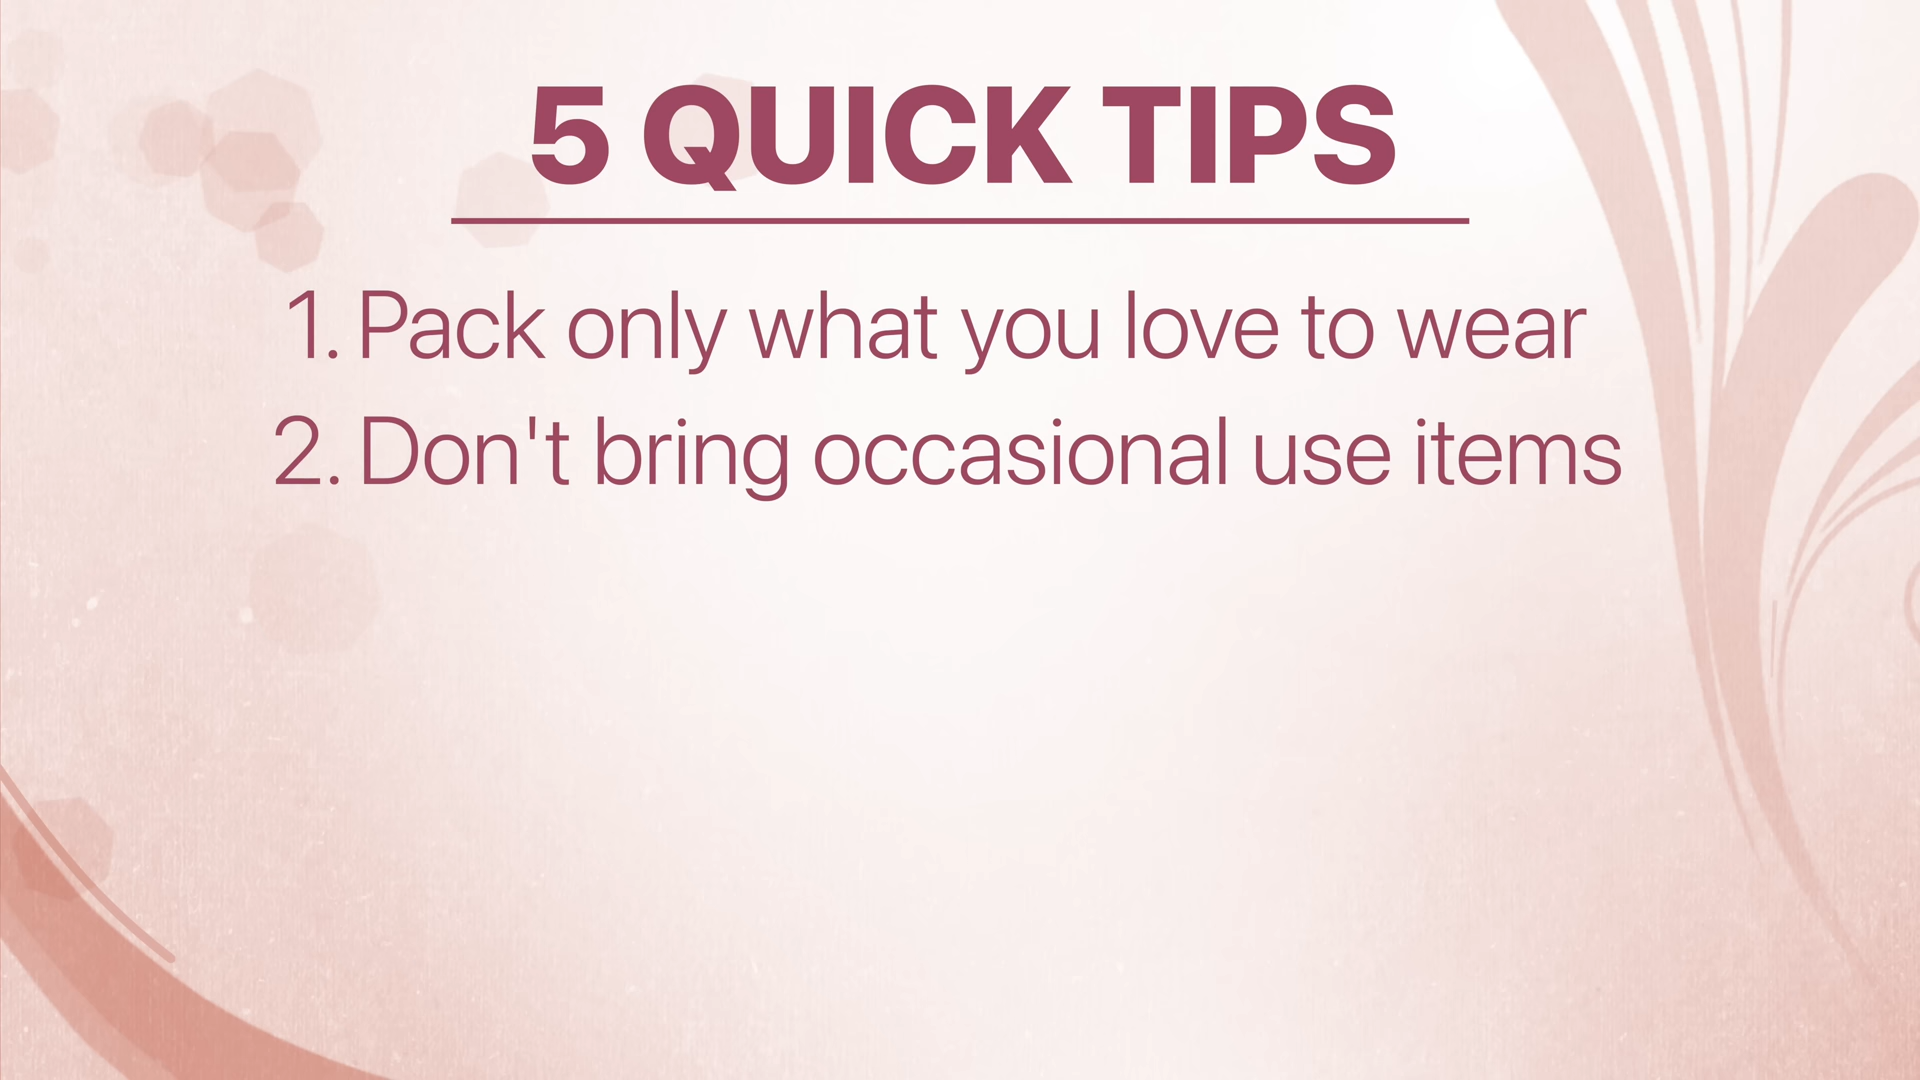 5 QUICK TIPS
1. Pack only what you love to wear
2. Don't bring occasional use items